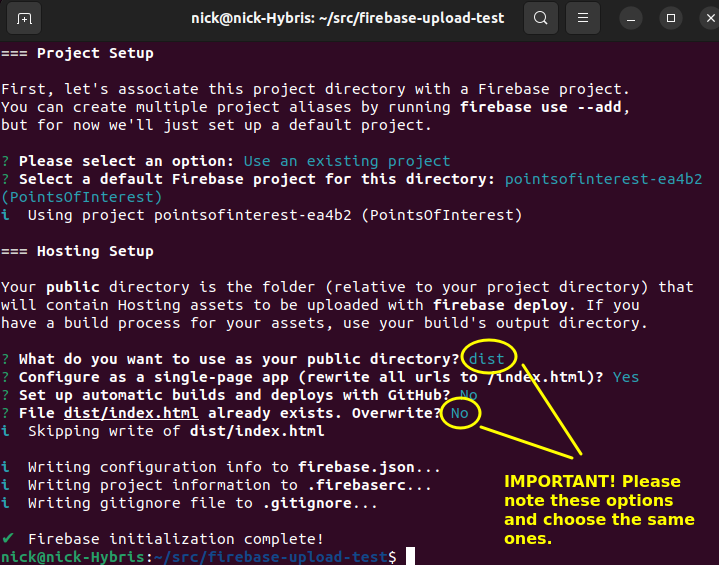 nick@nick-Hybris: ~/src/firebase-upload-test
=== Project Setup
First, let's associate this project directory with a Firebase project.
You can create multiple project aliases by running firebase use --add,
but for now we'll just set up a default project.
? Please select an option: Use an existing project
? Select a default Firebase project for this directory: pointsofinterest-ea4b2
(PointsOfInterest)
i  Using project pointsofinterest-ea4b2 (PointsOfInterest)
=== Hosting Setup
Your public directory is the folder (relative to your project directory) that
will contain Hosting assets to be uploaded with firebase deploy. If you
have a build process for your assets, use your build's output directory.
? What do you want to use as your public directory? dist
? Configure as a single-page app (rewrite all urls to /index.html)? Yes
? Set up automatic builds and deploys with GitHub? No
? File dist/index.html already exists. Overwrite? No
i  Skipping write of dist/index.html
i  Writing configuration info to firebase.json...
i  Writing project information to .firebaserc...
i  Writing gitignore file to .gitignore...
✔  Firebase initialization complete!
nick@nick-Hybris:~/src/firebase-upload-test$
IMPORTANT! Please
note these options
and choose the same
ones.